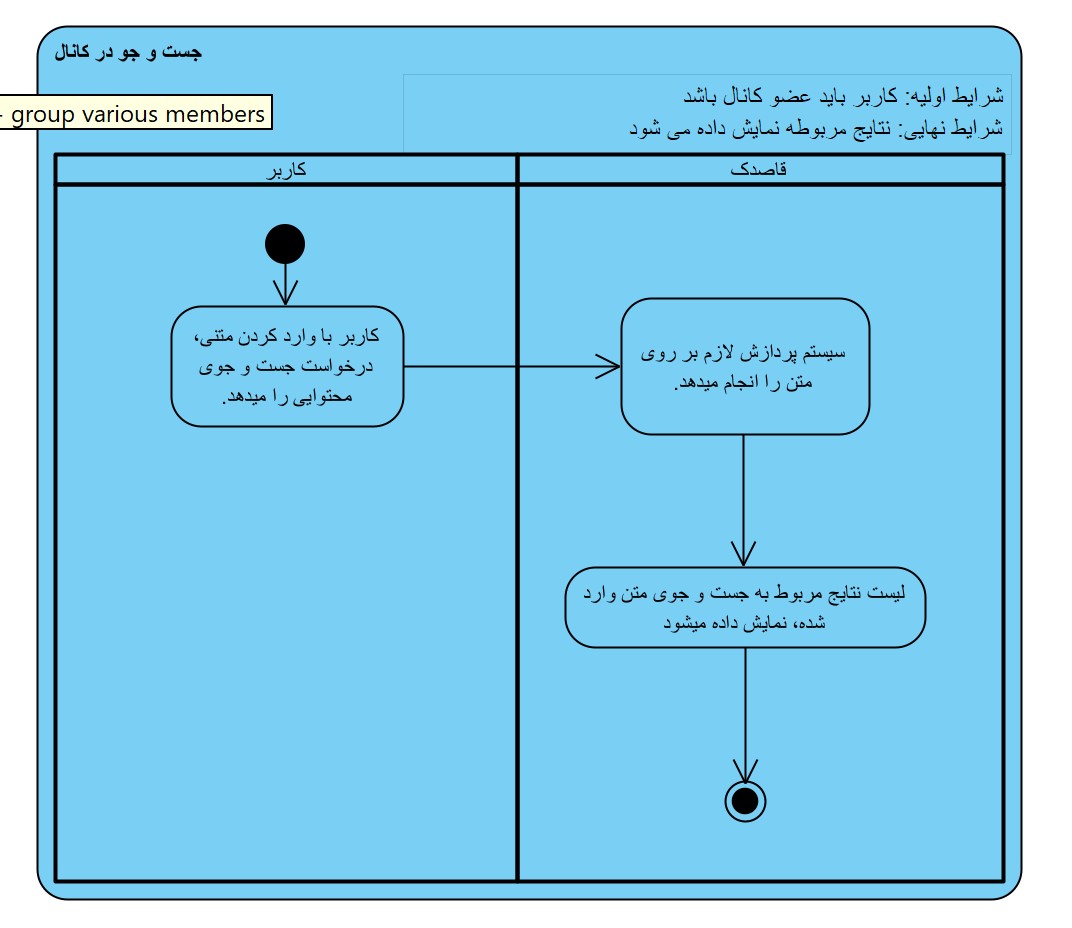 جست و جو در کانال
شرایط اولیه: کاربر باید عضو کانال باشد
group various members
شرایط نهایی: نتایج مربوطه نمایش داده می شود
کاربر
قاصدک
کاربر با وارد کردن متنی،
درخواست جست و جوی
محتوایی را میدهد.
سیستم پردازش لازم بر روی
متن را انجام میدهد.
لیست نتایج مربوط به جست و جوی متن وارد
شده، نمایش داده میشود